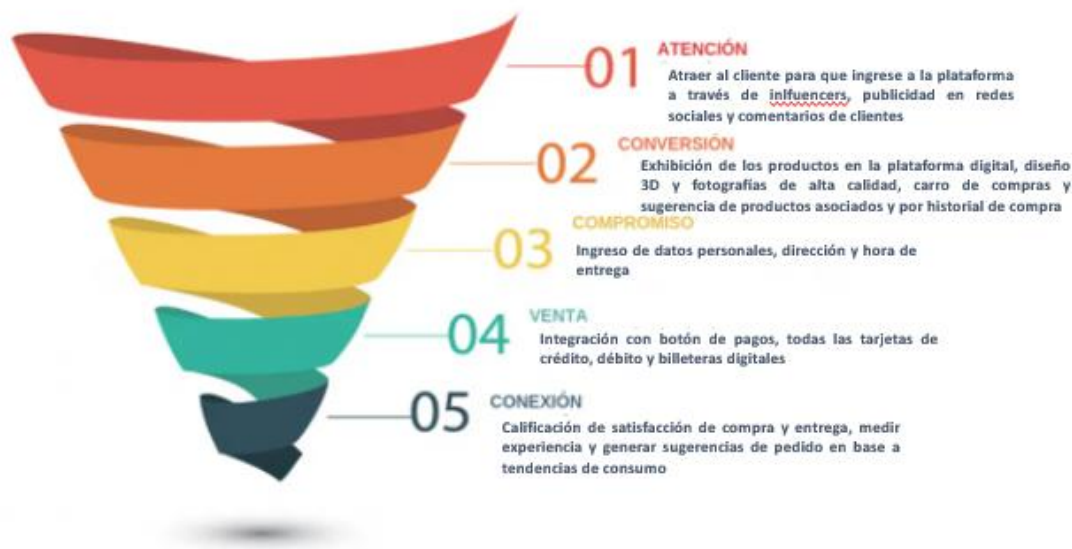 01
ATENCIÓN
Atraer al cliente para que ingrese a la plataforma
a través de inlfuencers, publicidad en redes
sociales y comentarios de clientes
02
CONVERSIÓN
Exhibición de los productos en la plataforma digital, diseño
3D y fotografías de alta calidad, carro de compras y
sugerencia de productos asociados y por historial de compra
03
COMPROMISO
Ingreso de datos personales, dirección y hora de
entrega
04
VENTA
Integración con botón de pagos, todas las tarjetas de
crédito, débito y billeteras digitales
05
CONEXIÓN
Calificación de satisfacción de compra y entrega, medir
experiencia y generar sugerencias de pedido en base a
tendencias de consumo